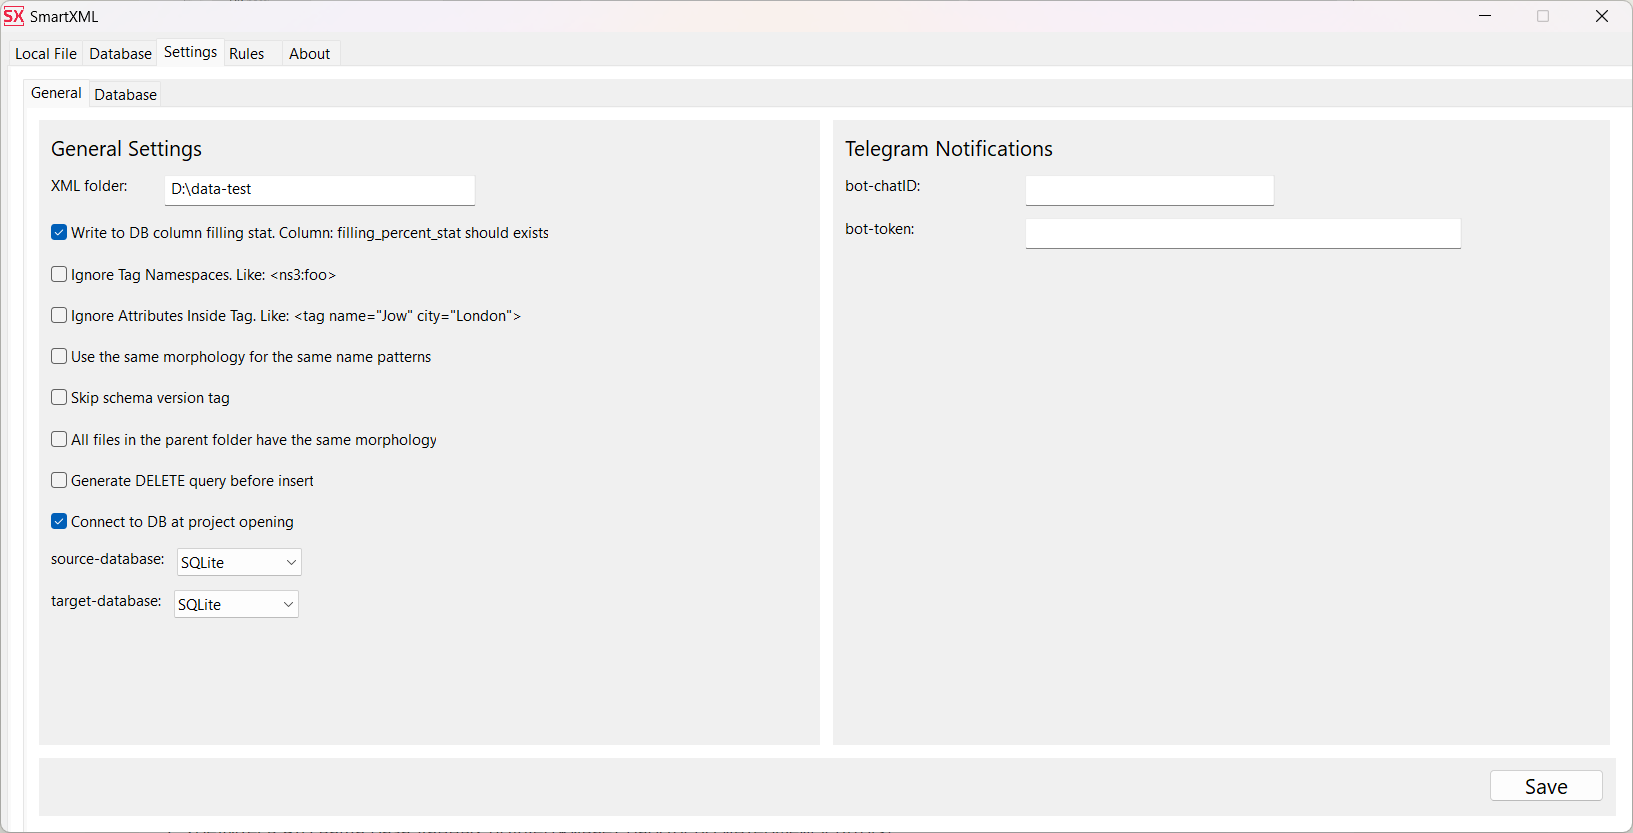 SX SmartXML
Local File Database Settings Rules About
General Database
General Settings
XML folder: D:\data-test
Write to DB column filling stat. Column: filling_percent_stat should exists
Ignore Tag Namespaces. Like: <ns3:foo>
Ignore Attributes Inside Tag. Like: <tag name="Jow" city="London">
Use the same morphology for the same name patterns
Skip schema version tag
All files in the parent folder have the same morphology
Generate DELETE query before insert
Connect to DB at project opening
source-database: SQLite
target-database: SQLite
Telegram Notifications
bot-chatID:
bot-token:
Save